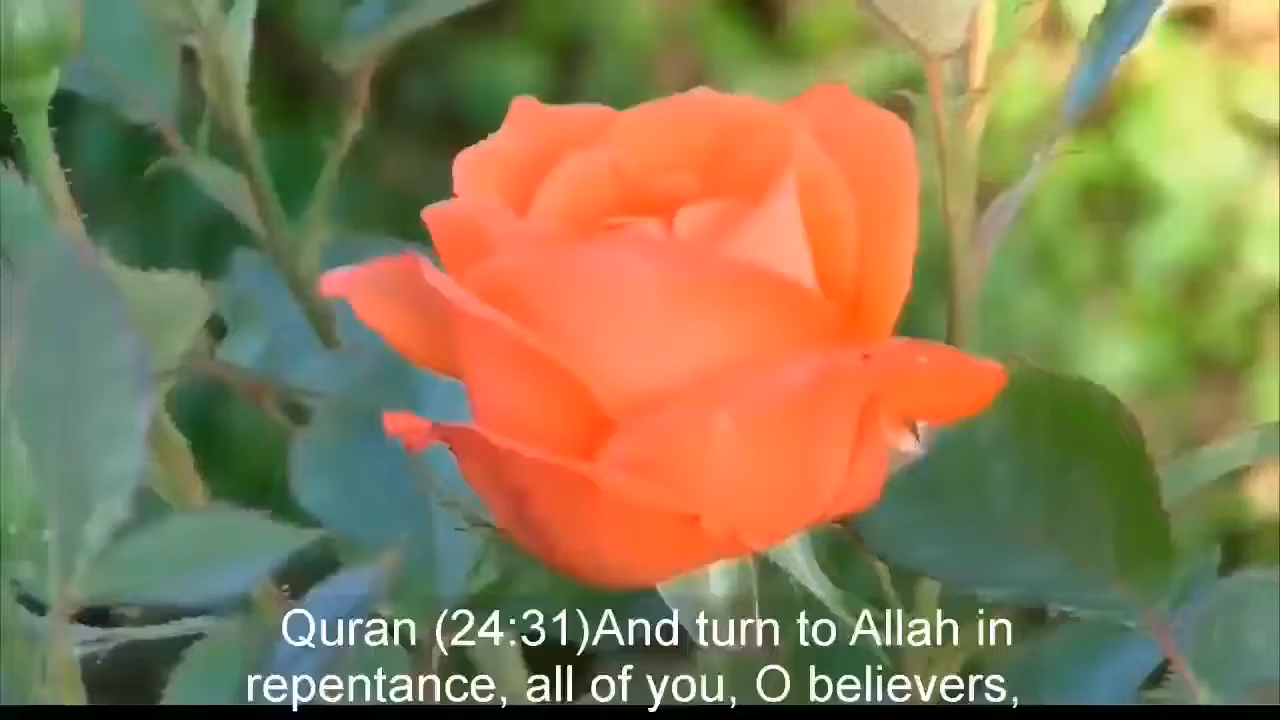 Quran (24:31)And turn to Allah in
repentance, all of you, O believers,